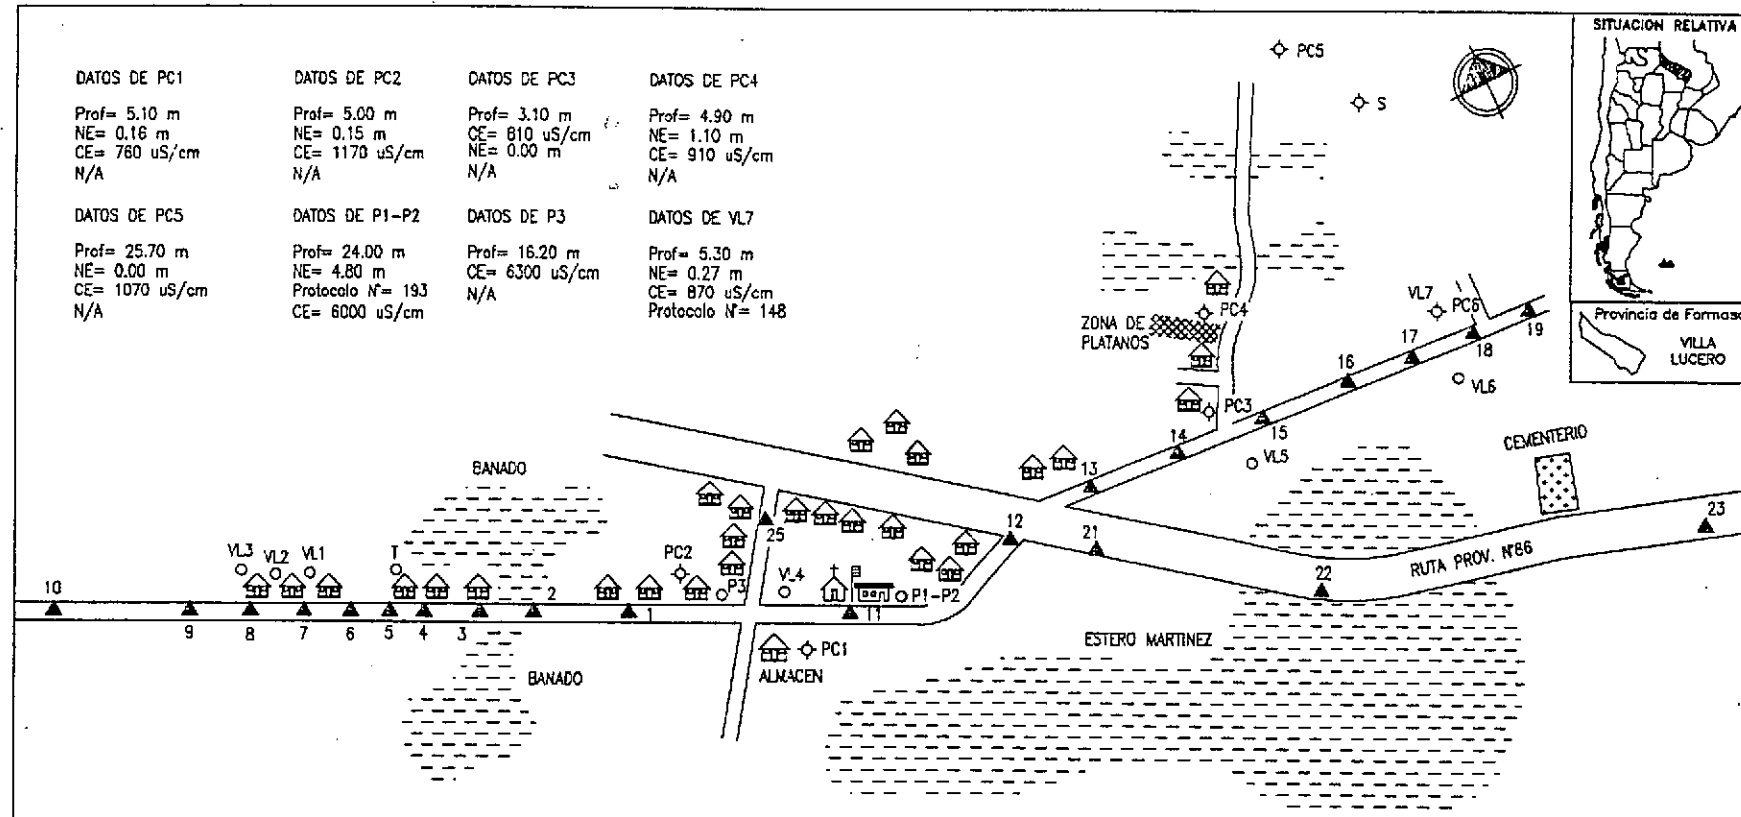 SITUACION RELATIVA
DATOS DE PC1
Prof= 5.10 m
NE= 0.16 m
CE= 760 uS/cm
N/A
DATOS DE PC2
Prof= 5.00 m
NE= 0.15 m
CE= 1170 uS/cm
N/A
DATOS DE PC3
Prof= 3.10 m
CE= 810 uS/cm
NE= 0.00 m
N/A
DATOS DE PC4
Prof= 4.90 m
NE= 1.10 m
CE= 910 uS/cm
N/A
DATOS DE PC5
Prof= 25.70 m
NE= 0.00 m
CE= 1070 uS/cm
N/A
DATOS DE P1-P2
Prof= 24.00 m
NE= 4.80 m
Protocolo Nº= 193
CE= 6000 uS/cm
DATOS DE P3
Prof= 16.20 m
CE= 6300 uS/cm
N/A
DATOS DE VL7
Prof= 5.30 m
NE= 0.27 m
CE= 870 uS/cm
Protocolo Nº= 148
PC5
S
Provincia de Formosa
VILLA
LUCERO
VL7
PC6
PC4
ZONA DE
PLATANOS
19
18
17
16
VL6
PC3
15
14
VL5
13
CEMENTERIO
BANADO
25
12
21
23
RUTA PROV. Nº86
22
VL3
VL2
VL1
T
PC2
P3
VL4
P1-P2
10
9
8
7
6
5
4
3
2
1
11
ESTERO MARTINEZ
PC1
ALMACEN
BANADO